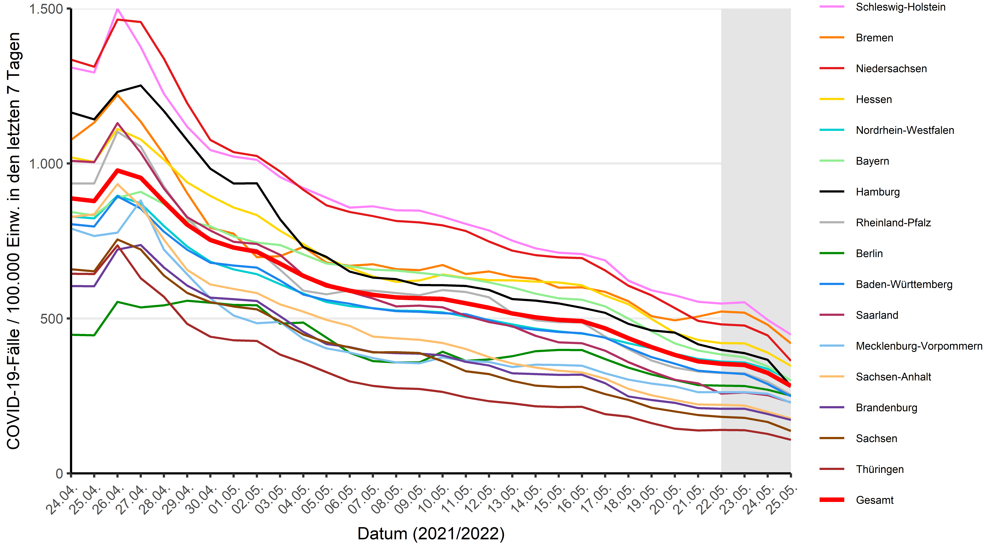 COVID-19-Fälle / 100.000 Einw. in den letzten 7 Tagen
1.500
1.000
500
0
24.04.
25.04.
26.04.
27.04.
28.04.
29.04.
30.04.
01.05.
02.05.
03.05.
04.05.
05.05.
06.05.
07.05.
08.05.
09.05.
10.05.
11.05.
12.05.
13.05.
14.05.
15.05.
16.05.
17.05.
18.05.
19.05.
20.05.
21.05.
22.05.
23.05.
24.05.
25.05.
Datum (2021/2022)
Schleswig-Holstein
Bremen
Niedersachsen
Hessen
Nordrhein-Westfalen
Bayern
Hamburg
Rheinland-Pfalz
Berlin
Baden-Württemberg
Saarland
Mecklenburg-Vorpommern
Sachsen-Anhalt
Brandenburg
Sachsen
Thüringen
Gesamt